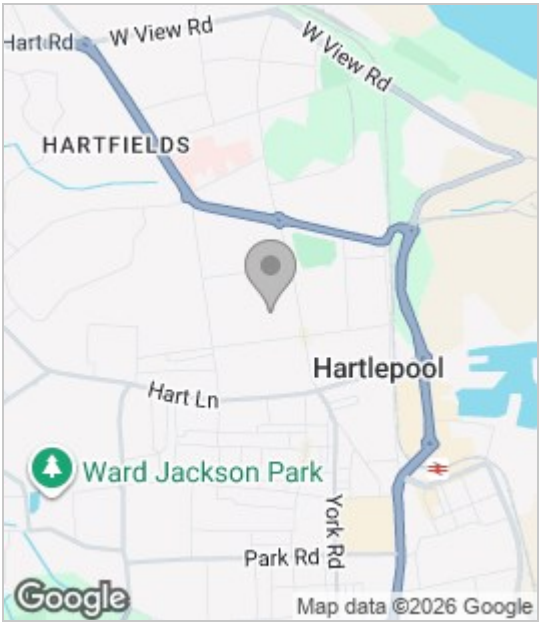 Hart Rd
W View Rd
W View Rd
HARTFIELDS
Hartlepool
Hart Ln
Ward Jackson Park
York Rd
Park Rd
Google
Map data ©2026 Google